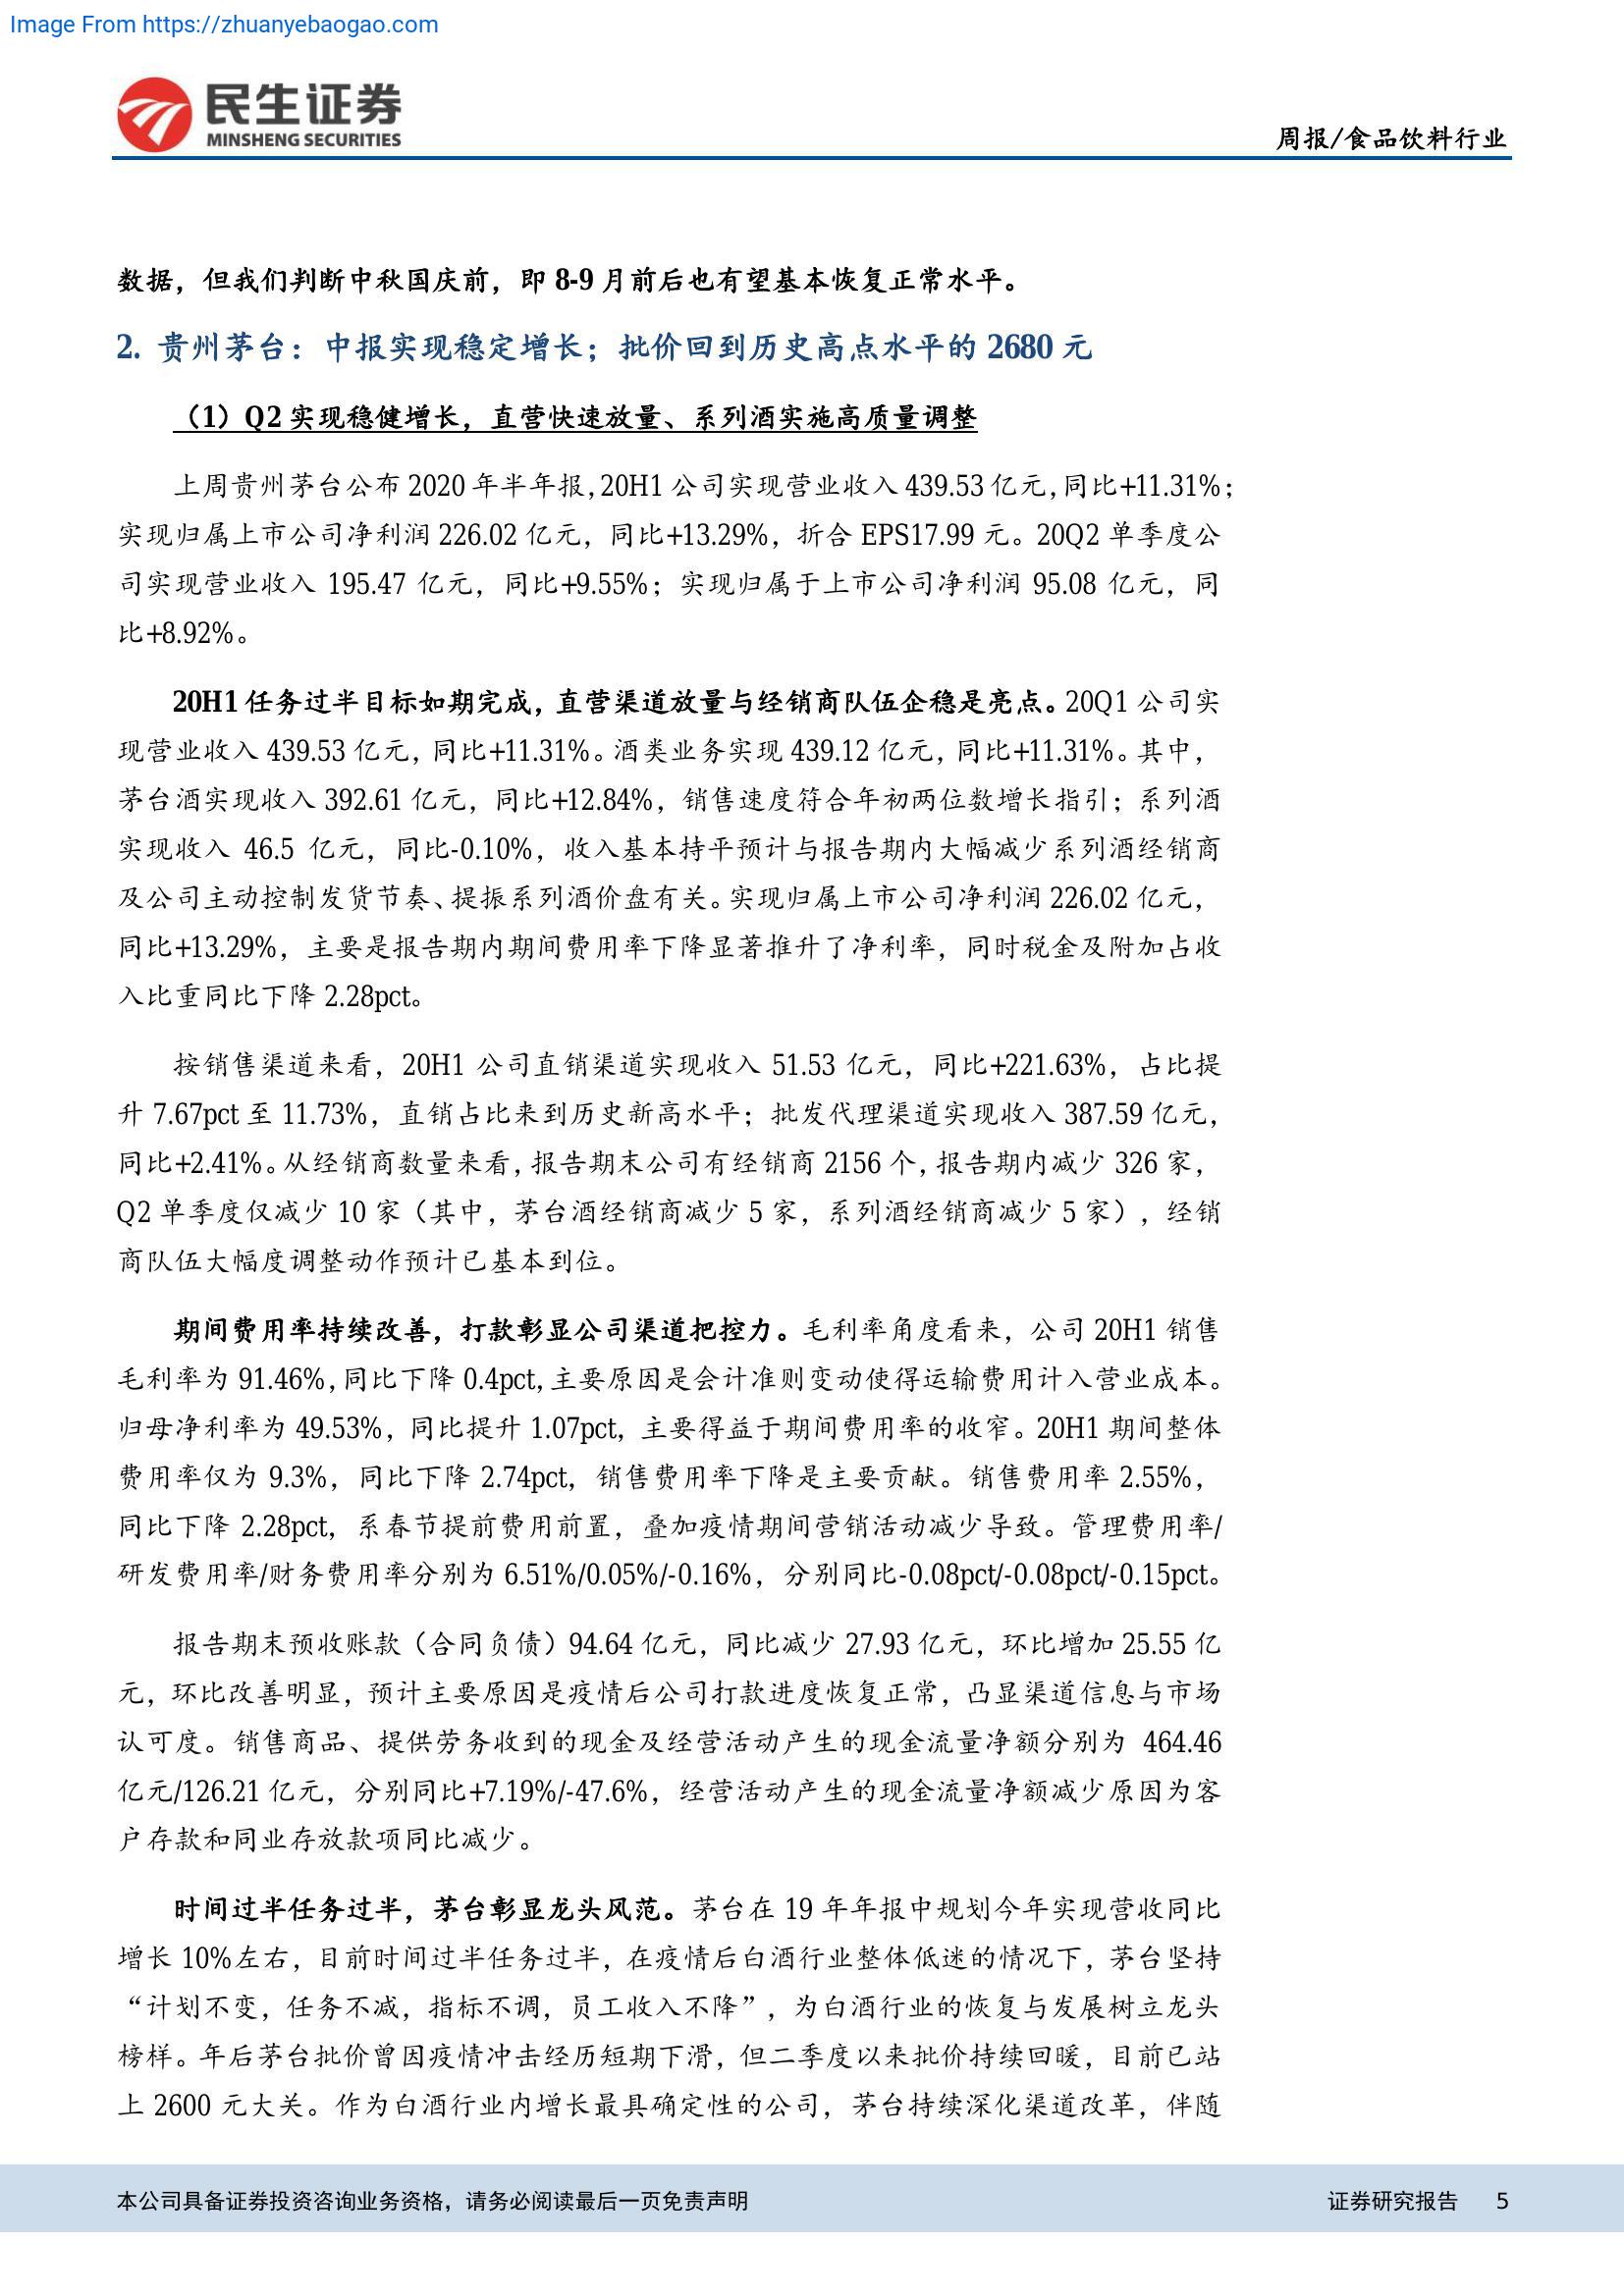 Image From https://zhuanyebaogao.com
民生证券
MINSHENG SECURITIES
周报/食品饮料行业
数据，但我们判断中秋国庆前，即 8-9 月前后也有望基本恢复正常水平。
2. 贵州茅台：中报实现稳定增长；批价回到历史高点水平的 2680 元
（1）Q2 实现稳健增长，直营快速放量、系列酒实施高质量调整
上周贵州茅台公布 2020 年半年报，20H1 公司实现营业收入 439.53 亿元，同比+11.31%；
实现归属上市公司净利润 226.02 亿元，同比+13.29%，折合 EPS17.99 元。20Q2 单季度公
司实现营业收入 195.47 亿元，同比+9.55%；实现归属于上市公司净利润 95.08 亿元，同
比+8.92%。
20H1 任务过半目标如期完成，直营渠道放量与经销商队伍企稳是亮点。20Q1 公司实
现营业收入 439.53 亿元，同比+11.31%。酒类业务实现 439.12 亿元，同比+11.31%。其中，
茅台酒实现收入 392.61 亿元，同比+12.84%，销售速度符合年初两位数增长指引；系列酒
实现收入 46.5 亿元，同比-0.10%，收入基本持平预计与报告期内大幅减少系列酒经销商
及公司主动控制发货节奏、提振系列酒价盘有关。实现归属上市公司净利润 226.02 亿元，
同比+13.29%，主要是报告期内期间费用率下降显著推升了净利率，同时税金及附加占收
入比重同比下降 2.28pct。
按销售渠道来看，20H1 公司直销渠道实现收入 51.53 亿元，同比+221.63%，占比提
升 7.67pct 至 11.73%，直销占比来到历史新高水平；批发代理渠道实现收入 387.59 亿元，
同比+2.41%。从经销商数量来看，报告期末公司有经销商 2156 个，报告期内减少 326 家，
Q2 单季度仅减少 10 家（其中，茅台酒经销商减少 5 家，系列酒经销商减少 5 家），经销
商队伍大幅度调整动作预计已基本到位。
期间费用率持续改善，打款彰显公司渠道把控力。毛利率角度看来，公司 20H1 销售
毛利率为 91.46%，同比下降 0.4pct，主要原因是会计准则变动使得运输费用计入营业成本。
归母净利率为 49.53%，同比提升 1.07pct，主要得益于期间费用率的收窄。20H1 期间整体
费用率仅为 9.3%，同比下降 2.74pct，销售费用率下降是主要贡献。销售费用率 2.55%，
同比下降 2.28pct，系春节提前费用前置，叠加疫情期间营销活动减少导致。管理费用率/
研发费用率/财务费用率分别为 6.51%/0.05%/-0.16%，分别同比-0.08pct/-0.08pct/-0.15pct。
报告期末预收账款（合同负债）94.64 亿元，同比减少 27.93 亿元，环比增加 25.55 亿
元，环比改善明显，预计主要原因是疫情后公司打款进度恢复正常，凸显渠道信息与市场
认可度。销售商品、提供劳务收到的现金及经营活动产生的现金流量净额分别为 464.46
亿元/126.21 亿元，分别同比+7.19%/-47.6%，经营活动产生的现金流量净额减少原因为客
户存款和同业存放款项同比减少。
时间过半任务过半，茅台彰显龙头风范。茅台在 19 年年报中规划今年实现营收同比
增长 10%左右，目前时间过半任务过半，在疫情后白酒行业整体低迷的情况下，茅台坚持
“计划不变，任务不减，指标不调，员工收入不降”，为白酒行业的恢复与发展树立龙头
榜样。年后茅台批价曾因疫情冲击经历短期下滑，但二季度以来批价持续回暖，目前已站
上 2600 元大关。作为白酒行业内增长最具确定性的公司，茅台持续深化渠道改革，伴随
本公司具备证券投资咨询业务资格，请务必阅读最后一页免责声明
证券研究报告 5